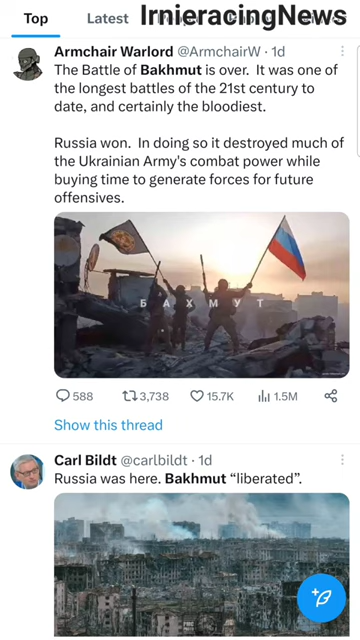 IrnieracingNews
Top Latest
Armchair Warlord @ArmchairW · 1d
The Battle of Bakhmut is over. It was one of
the longest battles of the 21st century to
date, and certainly the bloodiest.
Russia won. In doing so it destroyed much of
the Ukrainian Army's combat power while
buying time to generate forces for future
offensives.
БАХМУТ
588 3,738 15.7K 1.5M
Show this thread
Carl Bildt @carlbildt · 1d
Russia was here. Bakhmut “liberated”.